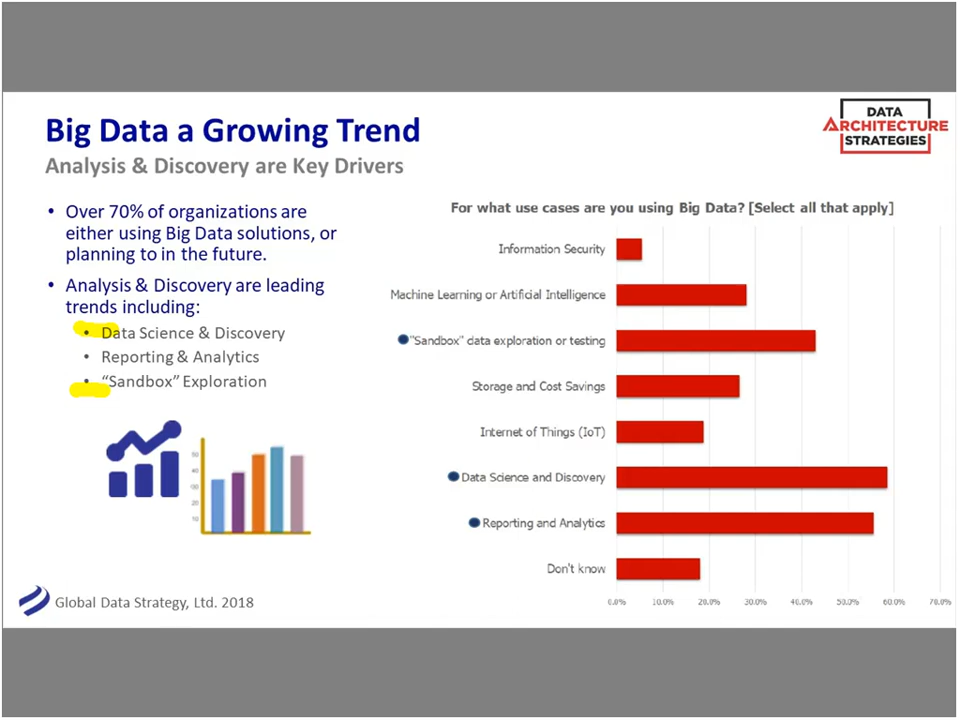 Big Data a Growing Trend
Analysis & Discovery are Key Drivers
DATA
ARCHITECTURE
STRATEGIES
• Over 70% of organizations are
either using Big Data solutions, or
planning to in the future.
• Analysis & Discovery are leading
trends including:
• Data Science & Discovery
• Reporting & Analytics
• “Sandbox” Exploration
50
40
30
20
10
For what use cases are you using Big Data? [Select all that apply]
Information Security
Machine Learning or Artificial Intelligence
"Sandbox" data exploration or testing
Storage and Cost Savings
Internet of Things (IoT)
Data Science and Discovery
Reporting and Analytics
Don't know
0.0% 10.0% 20.0% 30.0% 40.0% 50.0% 60.0% 70.0%
Global Data Strategy, Ltd. 2018